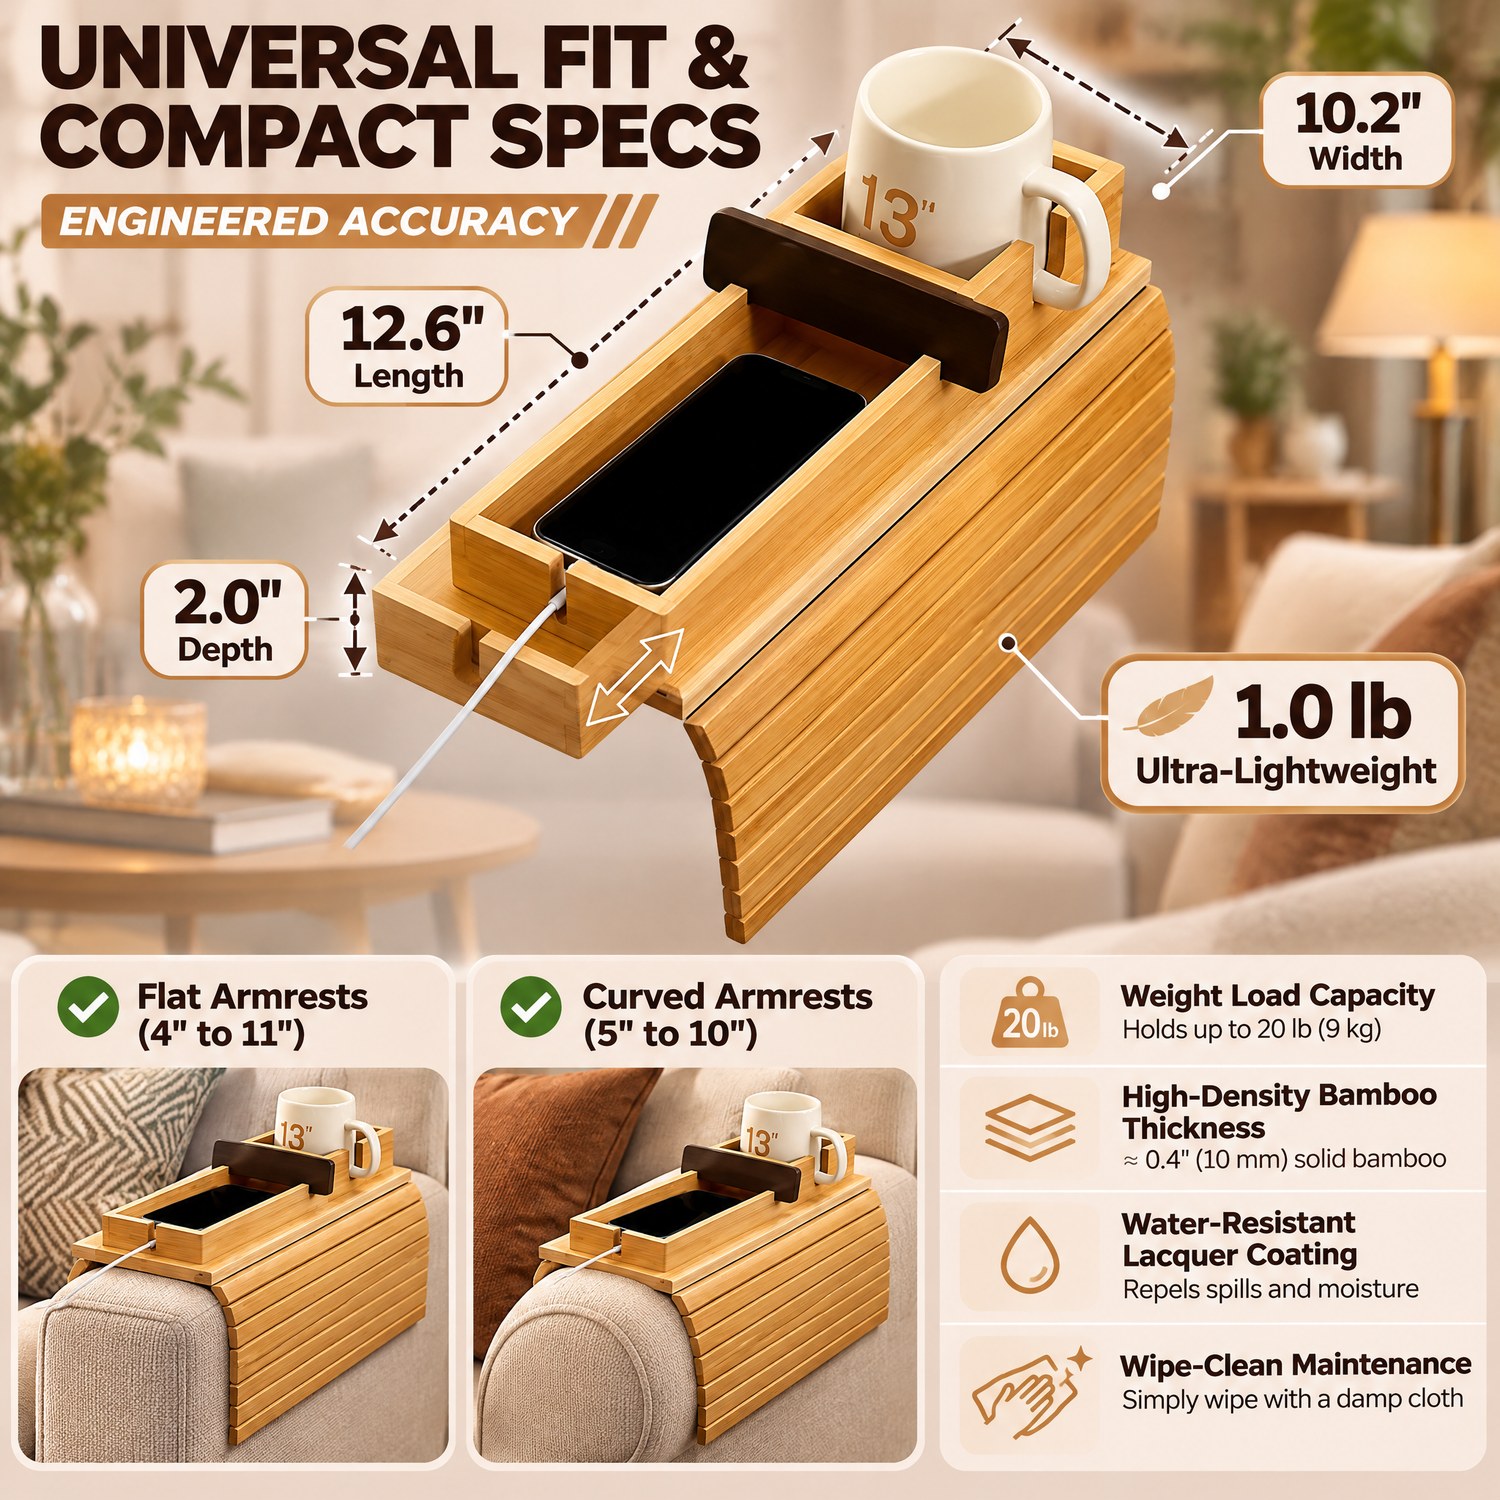 UNIVERSAL FIT &
COMPACT SPECS
ENGINEERED ACCURACY
10.2"
Width
13"
12.6"
Length
2.0"
Depth
1.0 lb
Ultra-Lightweight
Flat Armrests
(4" to 11")
13"
Curved Armrests
(5" to 10")
13"
20lb
Weight Load Capacity
Holds up to 20 lb (9 kg)
High-Density Bamboo
Thickness
≈ 0.4" (10 mm) solid bamboo
Water-Resistant
Lacquer Coating
Repels spills and moisture
Wipe-Clean Maintenance
Simply wipe with a damp cloth